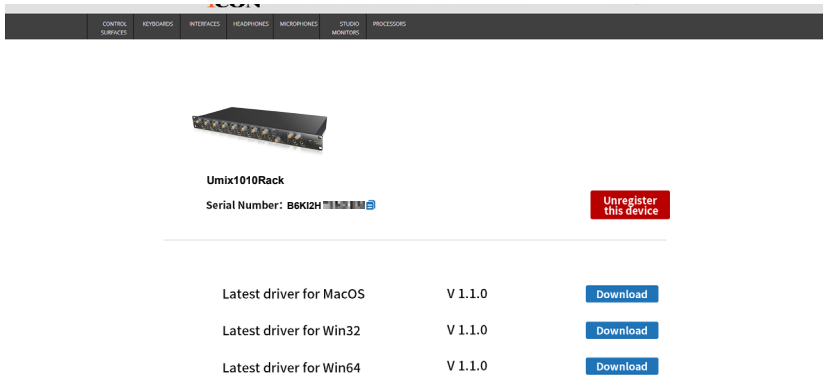 iCON
CONTROL SURFACES KEYBOARDS INTERFACES HEADPHONES MICROPHONES STUDIO MONITORS PROCESSORS
Umix1010Rack
Serial Number: B6KI2H
Unregister this device
Latest driver for MacOS V 1.1.0 Download
Latest driver for Win32 V 1.1.0 Download
Latest driver for Win64 V 1.1.0 Download